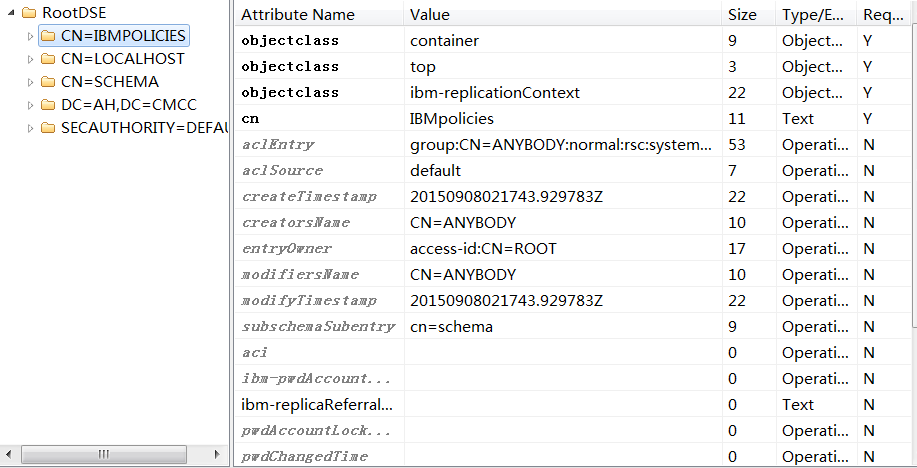 RootDSE
CN=IBMPOLICIES
CN=LOCALHOST
CN=SCHEMA
DC=AH,DC=CMCC
SECAUTHORITY=DEFAU
Attribute Name Value Size Type/E... Req...
objectclass container 9 Object... Y
objectclass top 3 Object... Y
objectclass ibm-replicationContext 22 Object... Y
cn IBMpolicies 11 Text Y
aclEntry group:CN=ANYBODY:normal:rsc:system... 53 Operati... N
aclSource default 7 Operati... N
createTimestamp 20150908021743.929783Z 22 Operati... N
creatorsName CN=ANYBODY 10 Operati... N
entryOwner access-id:CN=ROOT 17 Operati... N
modifiersName CN=ANYBODY 10 Operati... N
modifyTimestamp 20150908021743.929783Z 22 Operati... N
subschemaSubentry cn=schema 9 Operati... N
aci 0 Operati... N
ibm-pwdAccount... 0 Operati... N
ibm-replicaReferral... 0 Text N
pwdAccountLock... 0 Operati... N
pwdChangedTime 0 Operati... N